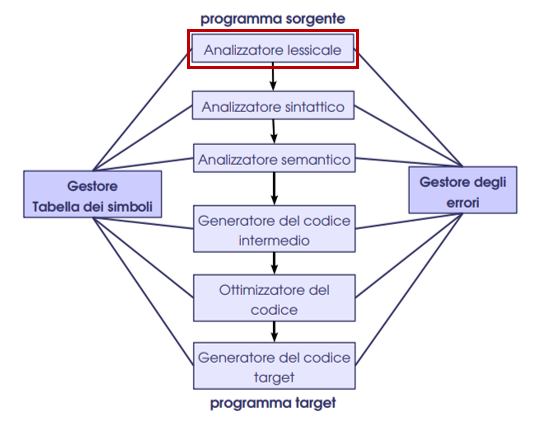 programma sorgente
Analizzatore lessicale
Analizzatore sintattico
Analizzatore semantico
Gestore
Tabella dei simboli
Gestore degli
errori
Generatore del codice
intermedio
Ottimizzatore del
codice
Generatore del codice
target
programma target